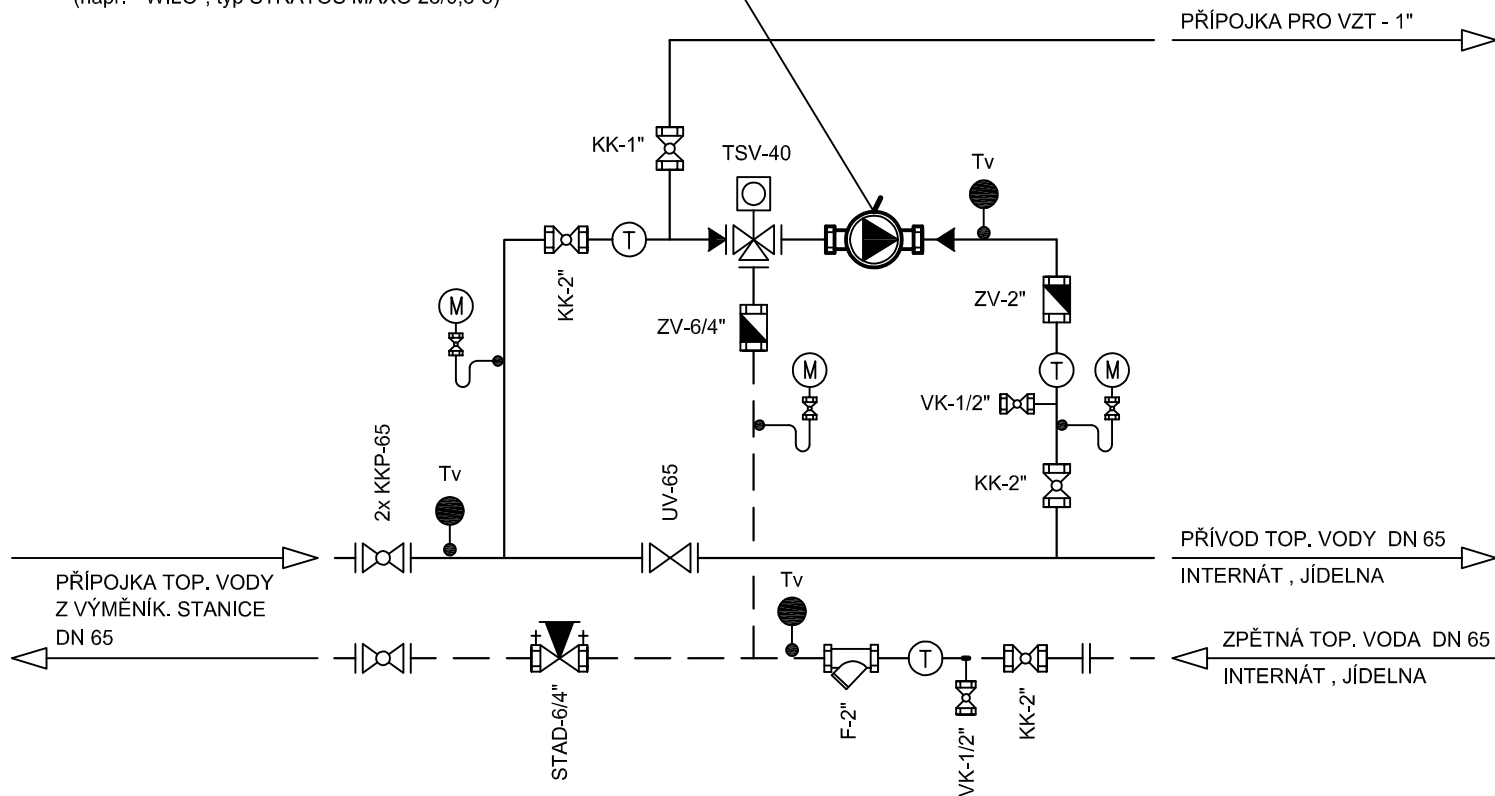 PŘÍPOJKA PRO VZT - 1"
KK-1"
TSV-40
Tv
T
KK-2"
ZV-2"
M
ZV-6/4"
M
T
M
VK-1/2"
2x KKP-65
Tv
UV-65
KK-2"
PŘÍVOD TOP. VODY DN 65
INTERNÁT , JÍDELNA
PŘÍPOJKA TOP. VODY
Z VÝMĚNÍK. STANICE
DN 65
Tv
ZPĚTNÁ TOP. VODA DN 65
INTERNÁT , JÍDELNA
T
STAD-6/4"
F-2"
VK-1/2"
KK-2"